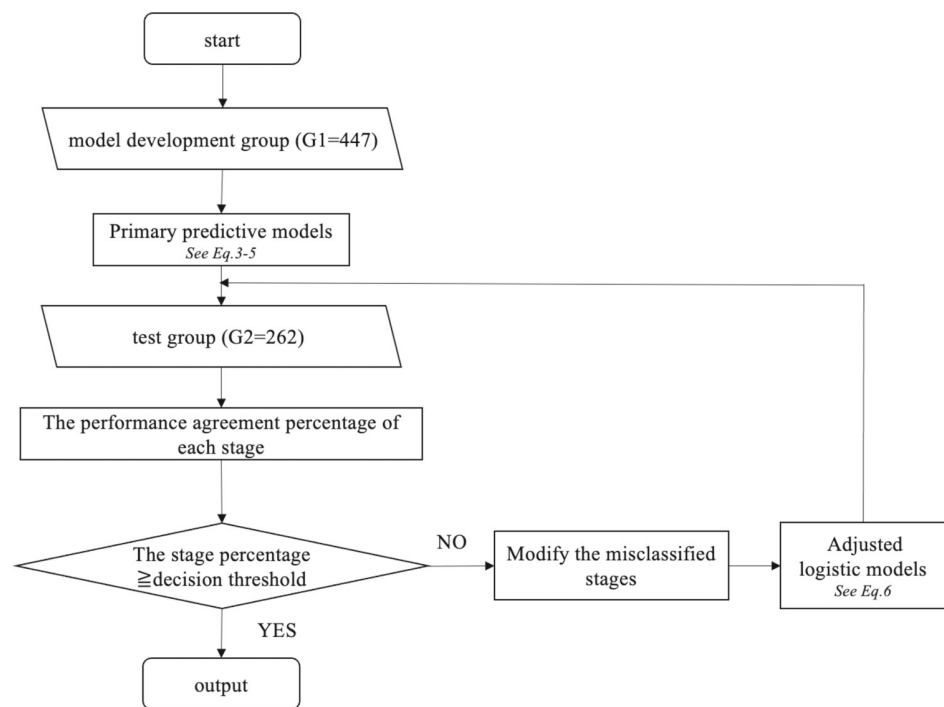 start
model development group (G1=447)
Primary predictive models
See Eq.3-5
test group (G2=262)
The performance agreement percentage of
each stage
The stage percentage
≧decision threshold
NO
Modify the misclassified
stages
Adjusted
logistic models
See Eq.6
YES
output